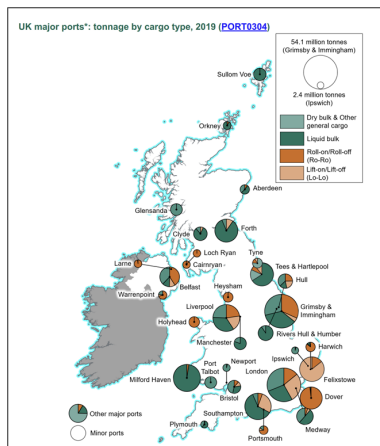 UK major ports*: tonnage by cargo type, 2019 (PORT0304)
54.1 million tonnes
(Grimsby & Immingham)
2.4 million tonnes
(Ipswich)
Dry bulk & Other
general cargo
Liquid bulk
Roll-on/Roll-off
(Ro-Ro)
Lift-on/Lift-off
(Lo-Lo)
Sullom Voe
Orkney
Aberdeen
Glensanda
Clyde
Forth
Loch Ryan
Cairnryan
Larne
Belfast
Warrenpoint
Tyne
Tees & Hartlepool
Hull
Heysham
Liverpool
Grimsby &
Immingham
Holyhead
Rivers Hull & Humber
Manchester
Ipswich
Harwich
Newport
London
Port
Talbot
Felixstowe
Milford Haven
Bristol
Dover
Southampton
Medway
Plymouth
Portsmouth
Other major ports
Minor ports